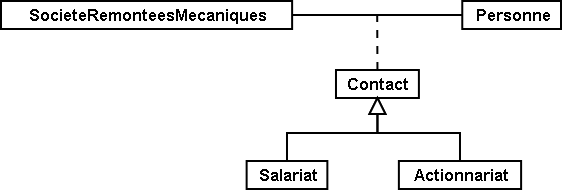 SocieteRemonteesMecaniques
Personne
Contact
Salariat
Actionnariat